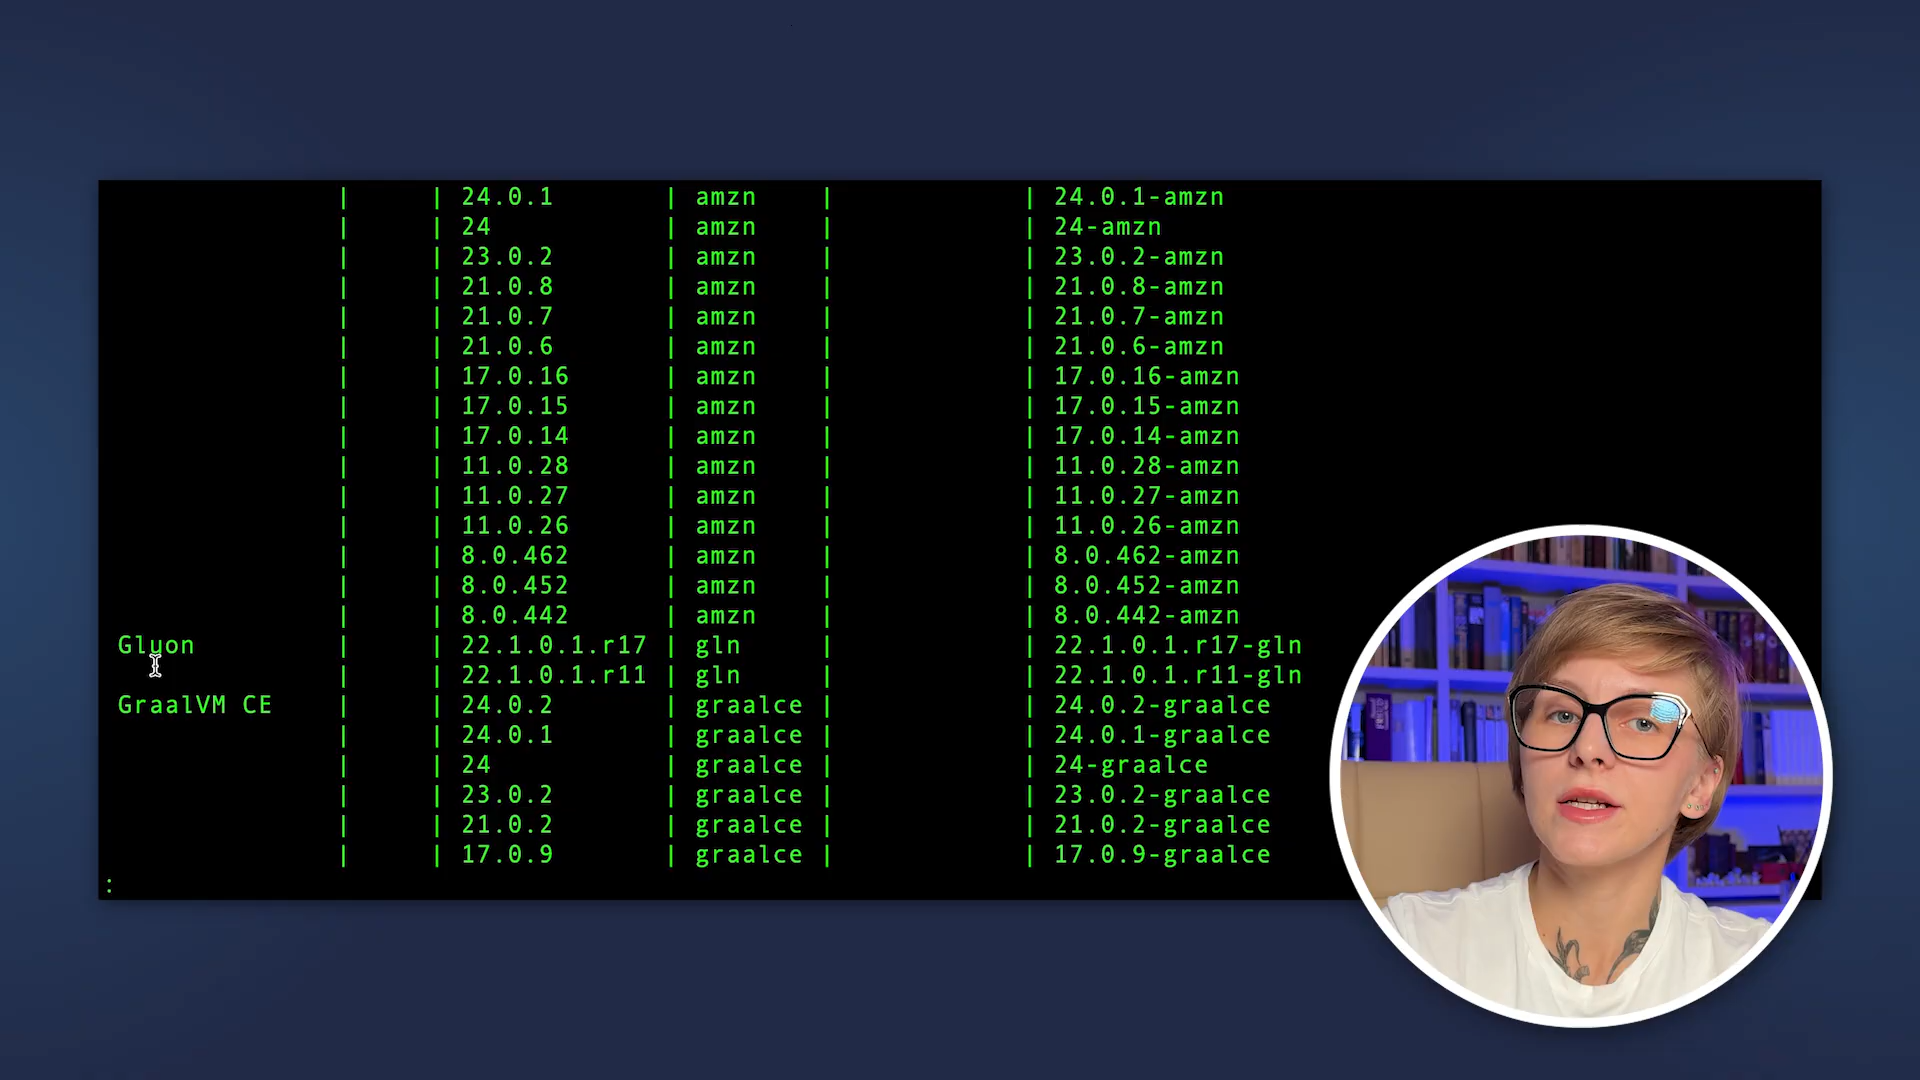 | | 24.0.1 | amzn | | 24.0.1-amzn
| | 24 | amzn | | 24-amzn
| | 23.0.2 | amzn | | 23.0.2-amzn
| | 21.0.8 | amzn | | 21.0.8-amzn
| | 21.0.7 | amzn | | 21.0.7-amzn
| | 21.0.6 | amzn | | 21.0.6-amzn
| | 17.0.16 | amzn | | 17.0.16-amzn
| | 17.0.15 | amzn | | 17.0.15-amzn
| | 17.0.14 | amzn | | 17.0.14-amzn
| | 11.0.28 | amzn | | 11.0.28-amzn
| | 11.0.27 | amzn | | 11.0.27-amzn
| | 11.0.26 | amzn | | 11.0.26-amzn
| | 8.0.462 | amzn | | 8.0.462-amzn
| | 8.0.452 | amzn | | 8.0.452-amzn
| | 8.0.442 | amzn | | 8.0.442-amzn
Gluon | | 22.1.0.1.r17 | gln | | 22.1.0.1.r17-gln
| | 22.1.0.1.r11 | gln | | 22.1.0.1.r11-gln
GraalVM CE | | 24.0.2 | graalce | | 24.0.2-graalce
| | 24.0.1 | graalce | | 24.0.1-graalce
| | 24 | graalce | | 24-graalce
| | 23.0.2 | graalce | | 23.0.2-graalce
| | 21.0.2 | graalce | | 21.0.2-graalce
| | 17.0.9 | graalce | | 17.0.9-graalce
: